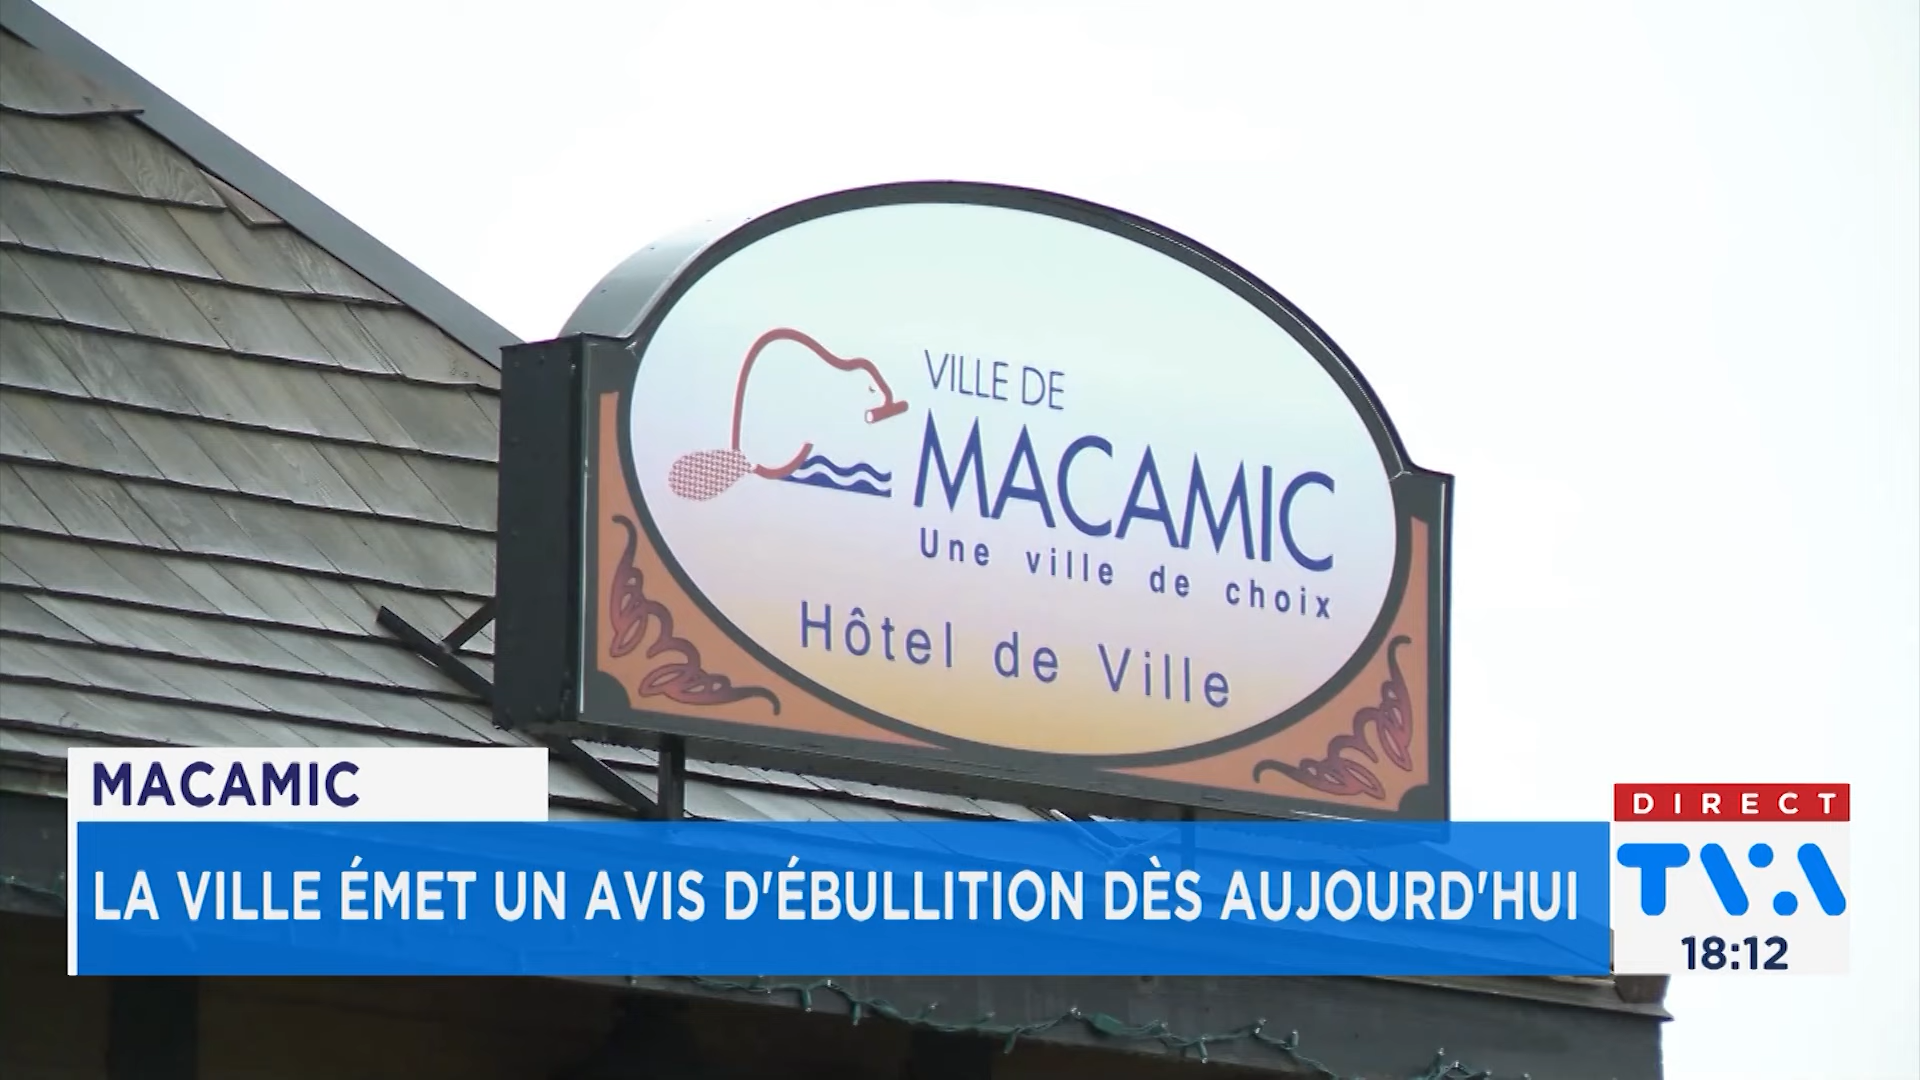 VILLE DE
MACAMIC
Une ville de choix
Hôtel de Ville
MACAMIC
LA VILLE ÉMET UN AVIS D'ÉBULLITION DÈS AUJOURD'HUI
DIRECT
TVA
18:12